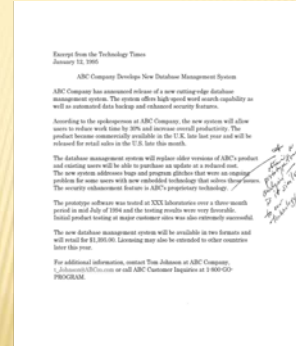 Excerpt from the Technology Times
January 12, 1995
ABC Company Develops New Database Management System
ABC Company has announced release of a new cutting-edge database
management system. The system offers high-speed word search capability as
well as automated data backup and enhanced security features.
According to the spokesperson at ABC Company, the new system will allow
users to reduce work time by 30% and increase overall productivity. The
product became commercially available in the U.K. late last year and will be
released for retail sales in the U.S. late this month.
The database management system will replace older versions of ABC's product
and existing users will be able to purchase an update at a reduced cost.
The new system addresses bugs and program glitches that were an ongoing
problem for some users with new embedded technology that solves these issues.
The security enhancement feature is ABC's proprietary technology.
The prototype software was tested at XXX laboratories over a three month
period in mid July of 1994 and the testing results were very favorable.
Initial product testing at major customer sites was also extremely successful.
The new database management system will be available in two formats and
will retail for $1,395.00. Licensing may also be extended to other countries
later this year.
For additional information, contact Tom Johnson at ABC Company,
t_Johnson@ABCco.com or call ABC Customer Inquiries at 1-800-GO-
PROGRAM.